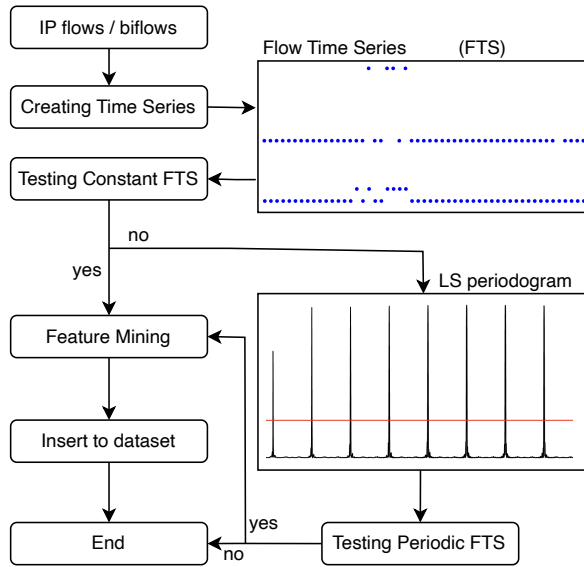 IP flows / biflows
Flow Time Series (FTS)
Creating Time Series
Testing Constant FTS
no
yes
LS periodogram
Feature Mining
Insert to dataset
yes
End
no
Testing Periodic FTS